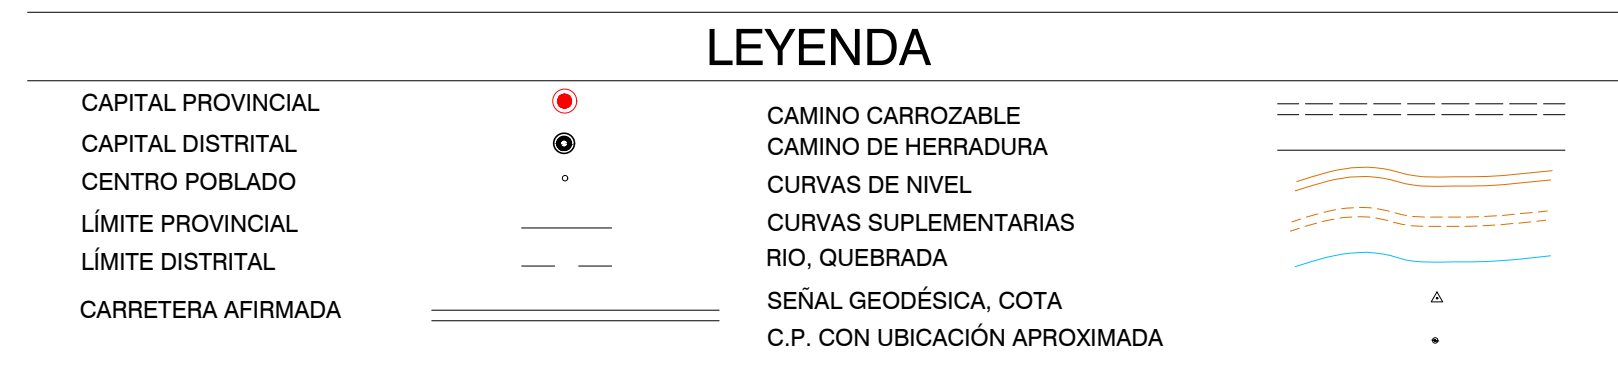 LEYENDA
CAPITAL PROVINCIAL
CAPITAL DISTRITAL
CENTRO POBLADO
LÍMITE PROVINCIAL
LÍMITE DISTRITAL
CARRETERA AFIRMADA
CAMINO CARROZABLE
CAMINO DE HERRADURA
CURVAS DE NIVEL
CURVAS SUPLEMENTARIAS
RIO, QUEBRADA
SEÑAL GEODÉSICA, COTA
C.P. CON UBICACIÓN APROXIMADA